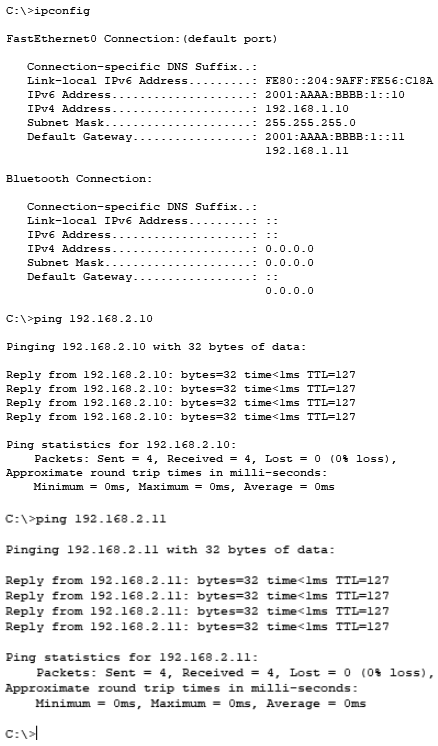 C:\>ipconfig
FastEthernet0 Connection:(default port)
Connection-specific DNS Suffix..:
Link-local IPv6 Address.........: FE80::204:9AFF:FE56:C18A
IPv6 Address....................: 2001:AAAA:BBBB:1::10
IPv4 Address....................: 192.168.1.10
Subnet Mask.....................: 255.255.255.0
Default Gateway.................: 2001:AAAA:BBBB:1::11
192.168.1.11
Bluetooth Connection:
Connection-specific DNS Suffix..:
Link-local IPv6 Address.........: ::
IPv6 Address....................: ::
IPv4 Address....................: 0.0.0.0
Subnet Mask.....................: 0.0.0.0
Default Gateway.................: ::
0.0.0.0
C:\>ping 192.168.2.10
Pinging 192.168.2.10 with 32 bytes of data:
Reply from 192.168.2.10: bytes=32 time<1ms TTL=127
Reply from 192.168.2.10: bytes=32 time<1ms TTL=127
Reply from 192.168.2.10: bytes=32 time<1ms TTL=127
Reply from 192.168.2.10: bytes=32 time<1ms TTL=127
Ping statistics for 192.168.2.10:
Packets: Sent = 4, Received = 4, Lost = 0 (0% loss),
Approximate round trip times in milli-seconds:
Minimum = 0ms, Maximum = 0ms, Average = 0ms
C:\>ping 192.168.2.11
Pinging 192.168.2.11 with 32 bytes of data:
Reply from 192.168.2.11: bytes=32 time<1ms TTL=127
Reply from 192.168.2.11: bytes=32 time<1ms TTL=127
Reply from 192.168.2.11: bytes=32 time<1ms TTL=127
Reply from 192.168.2.11: bytes=32 time<1ms TTL=127
Ping statistics for 192.168.2.11:
Packets: Sent = 4, Received = 4, Lost = 0 (0% loss),
Approximate round trip times in milli-seconds:
Minimum = 0ms, Maximum = 0ms, Average = 0ms
C:\>